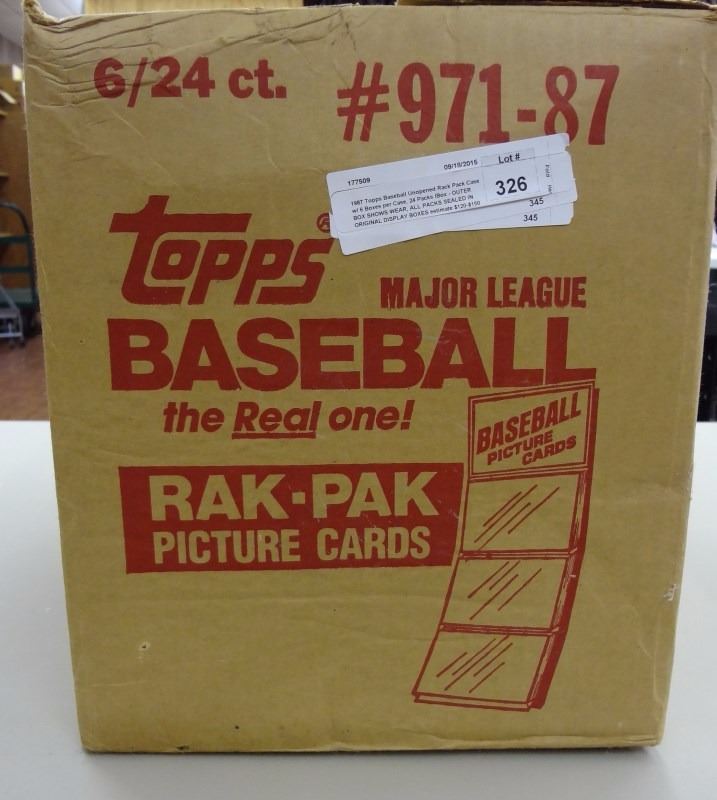 6/24 ct.
#971-87
177509 09/18/2015 Lot #
1987 Topps Baseball Unopened Rack Pack Case
w/ 6 Boxes per Case, 24 Packs /Box - OUTER
BOX SHOWS WEAR, ALL PACKS SEALED IN
ORIGINAL DISPLAY BOXES estimate $120-$150
326
345
345
Topps®
MAJOR LEAGUE
BASEBALL
the Real one!
BASEBALL
PICTURE
CARDS
RAK-PAK
PICTURE CARDS